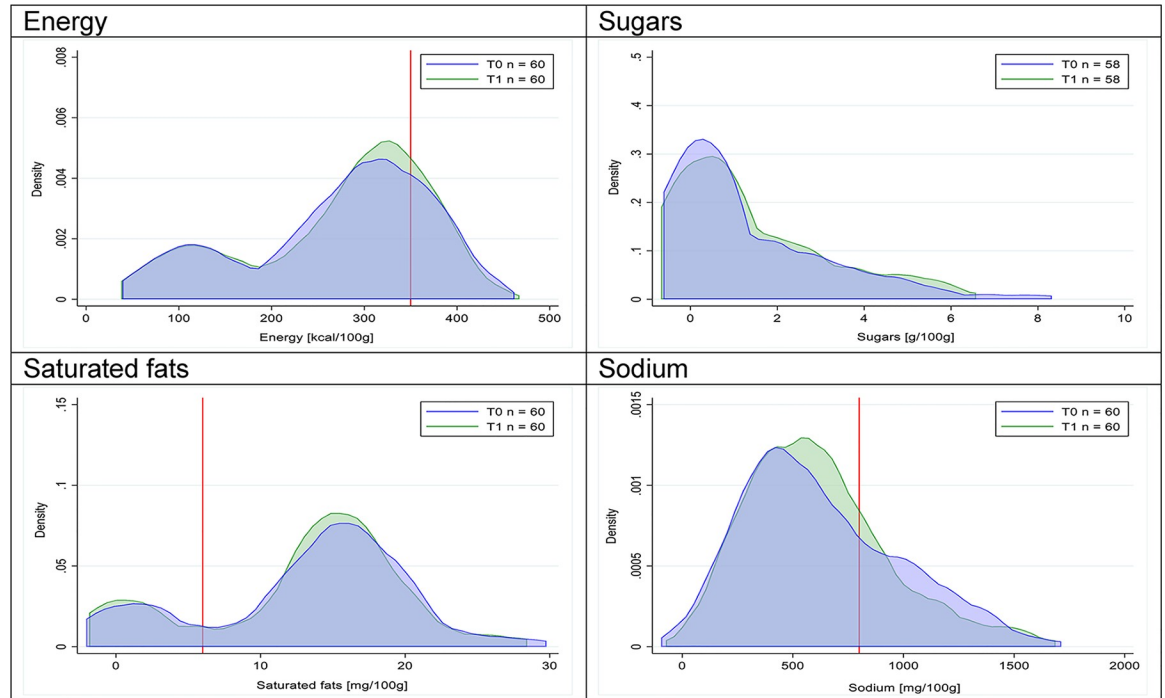 Energy
Sugars
.008
.006
.004
.002
0
Density
T0 n = 60
T1 n = 60
0 100 200 300 400 500
Energy [kcal/100g]
.5
.4
.3
.2
.1
0
Density
T0 n = 58
T1 n = 58
0 2 4 6 8 10
Sugars [g/100g]
Saturated fats
Sodium
.15
.1
.05
0
Density
T0 n = 60
T1 n = 60
0 10 20 30
Saturated fats [mg/100g]
.0015
.001
.0005
0
Density
T0 n = 60
T1 n = 60
0 500 1000 1500 2000
Sodium [mg/100g]